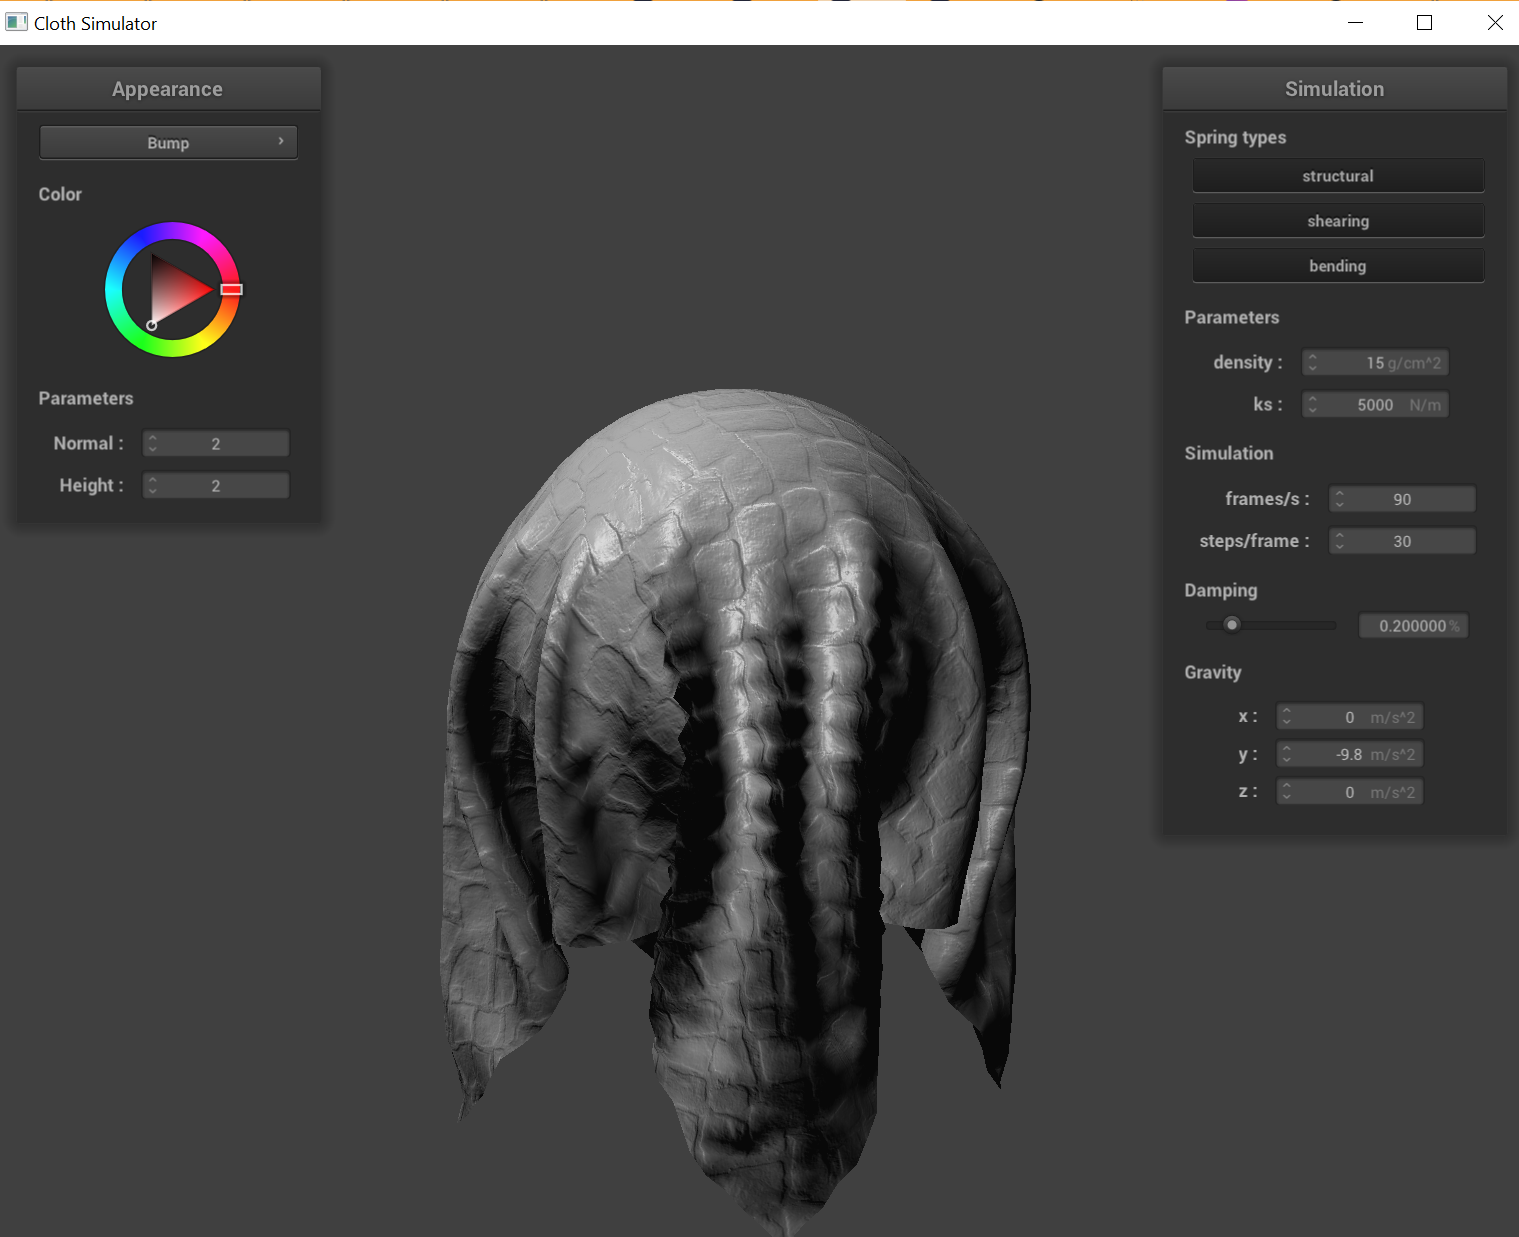 Cloth Simulator
Appearance
Bump
Color
Parameters
Normal : 2
Height : 2
Simulation
Spring types
structural
shearing
bending
Parameters
density : 15 g/cm^2
ks : 5000 N/m
Simulation
frames/s : 90
steps/frame : 30
Damping
0.200000 %
Gravity
x : 0 m/s^2
y : -9.8 m/s^2
z : 0 m/s^2